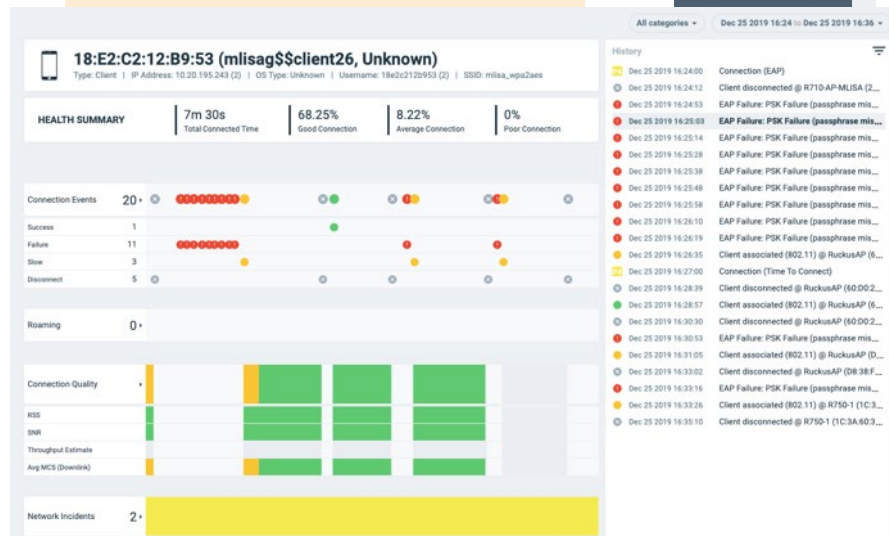 All categories
Dec 25 2019 16:24 to Dec 25 2019 16:36
18:E2:C2:12:B9:53 (mlisag$$client26, Unknown)
Type: Client | IP Address: 10.20.195.243 (2) | OS Type: Unknown | Username: 18e2c212b953 (2) | SSID: mlisa_wpa2aes
HEALTH SUMMARY
7m 30s
Total Connected Time
68.25%
Good Connection
8.22%
Average Connection
0%
Poor Connection
Connection Events 20
Success 1
Failure 11
Slow 3
Disconnect 5
Roaming 0
Connection Quality
RSS
SNR
Throughput Estimate
Avg MCS (Downlink)
Network Incidents 2
History
Dec 25 2019 16:24:00 Connection (EAP)
Dec 25 2019 16:24:12 Client disconnected @ R710-AP-MLISA (2...
Dec 25 2019 16:24:53 EAP Failure: PSK Failure (passphrase mis...
Dec 25 2019 16:25:03 EAP Failure: PSK Failure (passphrase mis...
Dec 25 2019 16:25:14 EAP Failure: PSK Failure (passphrase mis...
Dec 25 2019 16:25:28 EAP Failure: PSK Failure (passphrase mis...
Dec 25 2019 16:25:38 EAP Failure: PSK Failure (passphrase mis...
Dec 25 2019 16:25:48 EAP Failure: PSK Failure (passphrase mis...
Dec 25 2019 16:25:58 EAP Failure: PSK Failure (passphrase mis...
Dec 25 2019 16:26:10 EAP Failure: PSK Failure (passphrase mis...
Dec 25 2019 16:26:19 EAP Failure: PSK Failure (passphrase mis...
Dec 25 2019 16:26:35 Client associated (802.11) @ RuckusAP (6...
Dec 25 2019 16:27:00 Connection (Time To Connect)
Dec 25 2019 16:28:39 Client disconnected @ RuckusAP (60:D0:2...
Dec 25 2019 16:28:57 Client associated (802.11) @ RuckusAP (6...
Dec 25 2019 16:30:30 Client disconnected @ RuckusAP (60:D0:2...
Dec 25 2019 16:30:53 EAP Failure: PSK Failure (passphrase mis...
Dec 25 2019 16:31:05 Client associated (802.11) @ RuckusAP (D...
Dec 25 2019 16:33:02 Client disconnected @ RuckusAP (D8:38:F...
Dec 25 2019 16:33:16 EAP Failure: PSK Failure (passphrase mis...
Dec 25 2019 16:33:26 Client associated (802.11) @ R750-1 (1C:3...
Dec 25 2019 16:35:10 Client disconnected @ R750-1 (1C:3A:60:3...